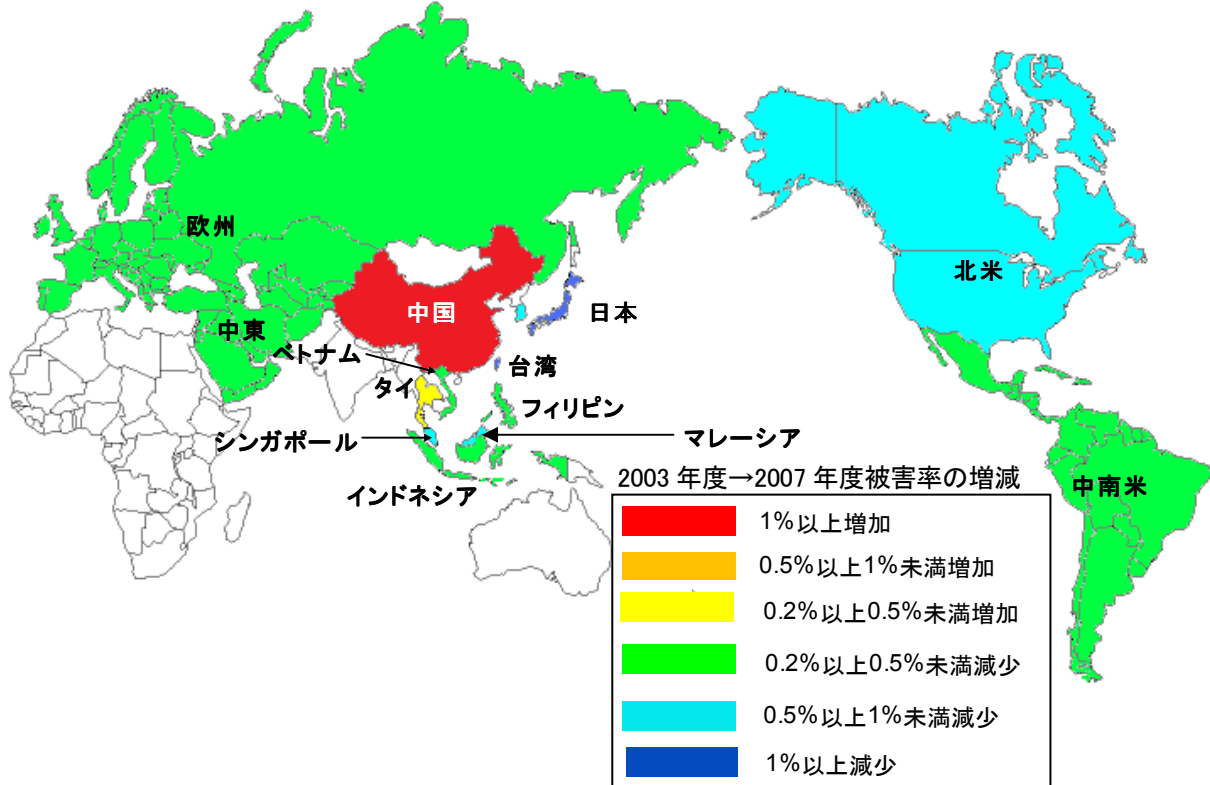 欧州
中国
日本
北米
中東
ベトナム
台湾
タイ
フィリピン
シンガポール
マレーシア
インドネシア
中南米
2003 年度→2007 年度被害率の増減
1%以上増加
0.5%以上1%未満増加
0.2%以上0.5%未満増加
0.2%以上0.5%未満減少
0.5%以上1%未満減少
1%以上減少